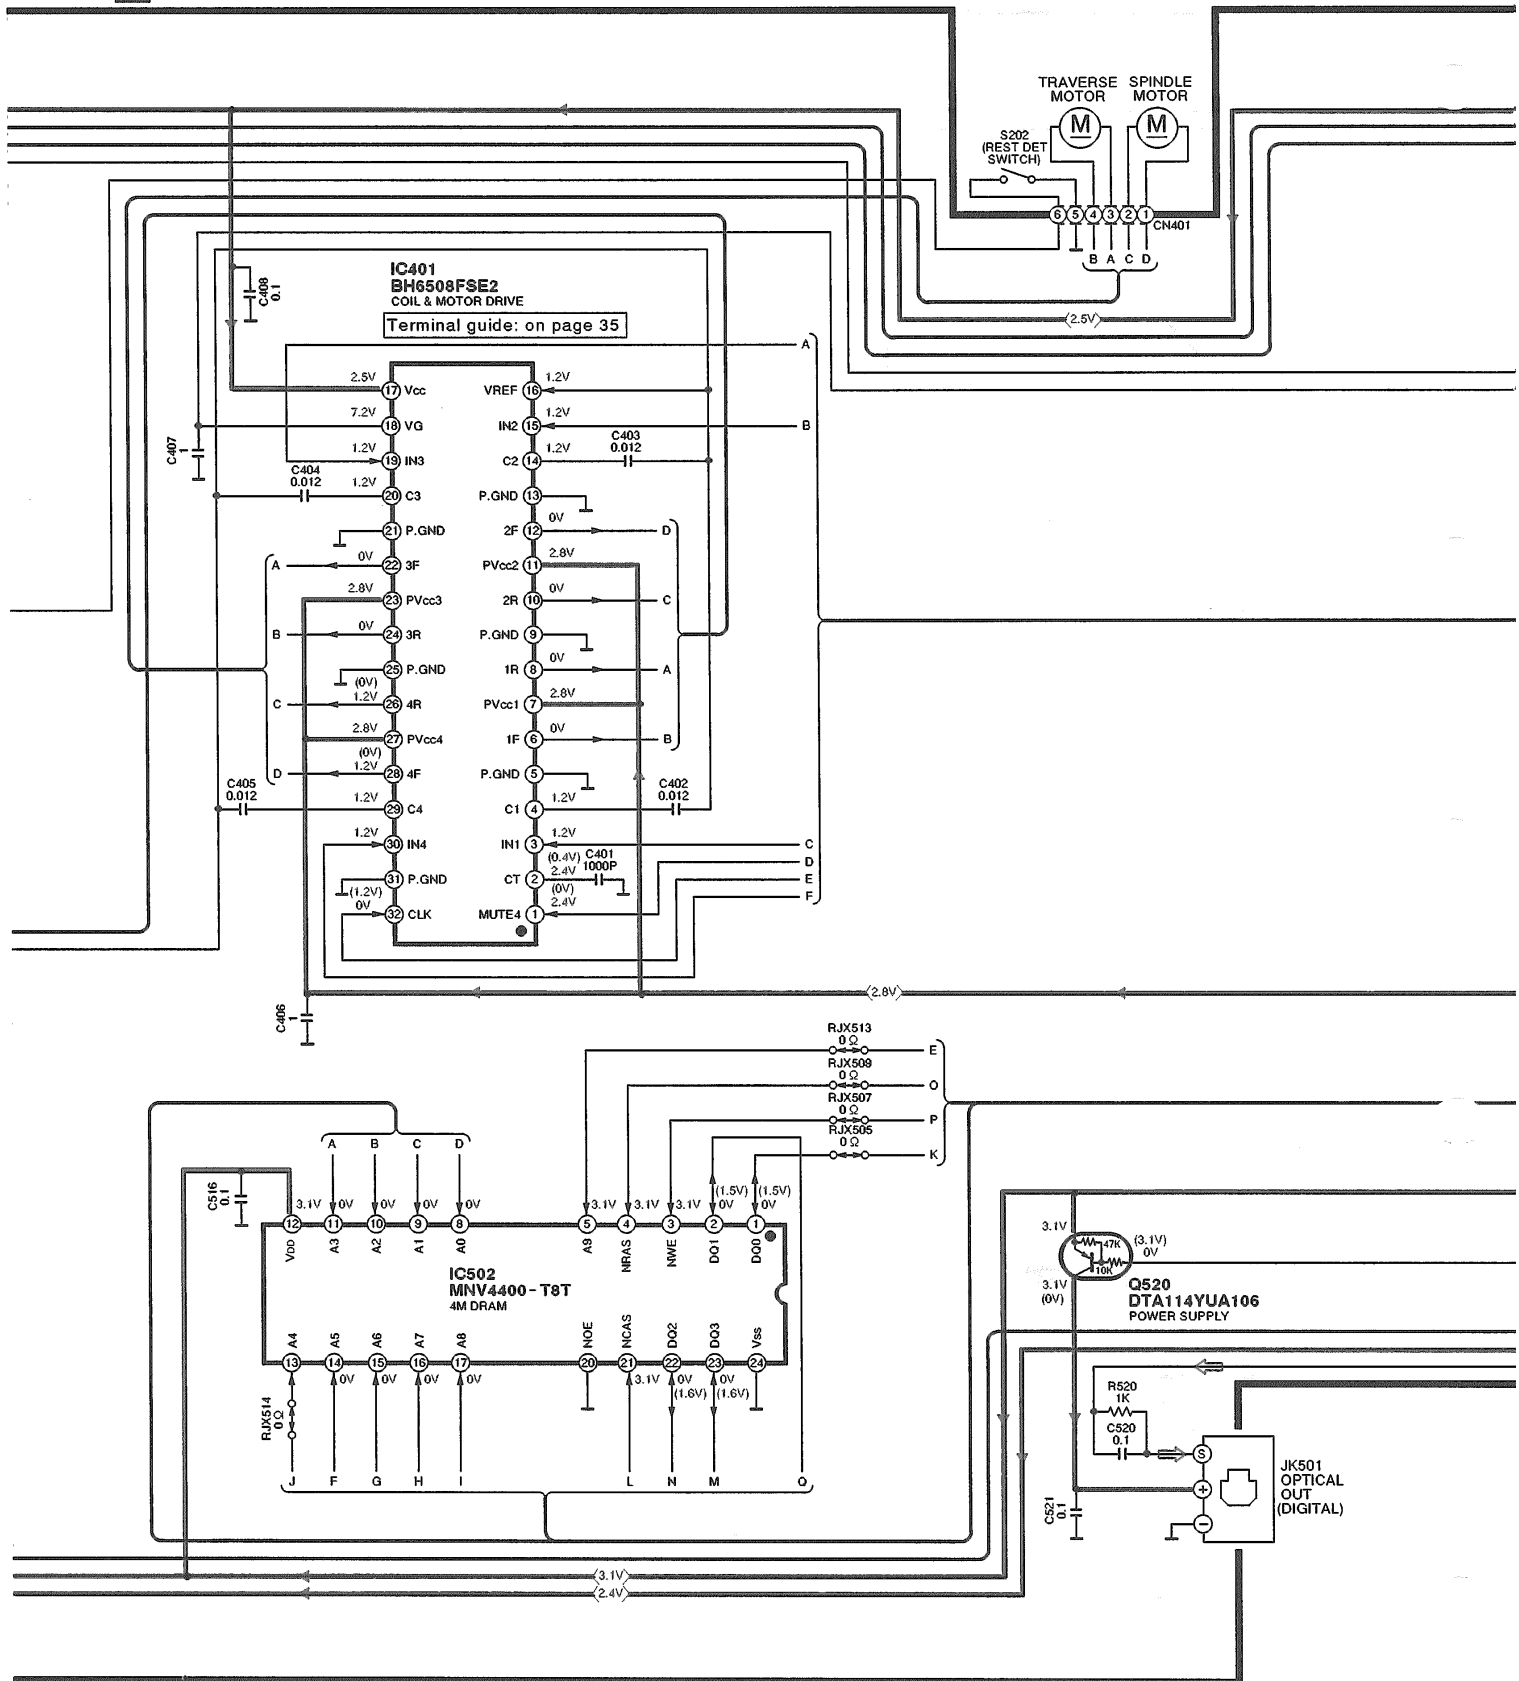 TRAVERSE MOTOR
SPINDLE MOTOR
M
M
S202
(REST DET
SWITCH)
6 5 4 3 2 1
CN401
B A C D
(2.5V)
C408
0.1
IC401
BH6508FSE2
COIL & MOTOR DRIVE
Terminal guide: on page 35
A
2.5V 17 Vcc
VREF 16 1.2V
7.2V 18 VG
IN2 15 1.2V B
C407
1
1.2V 19 IN3
C2 14 1.2V
C403
0.012
C404
0.012
1.2V 20 C3
P.GND 13
21 P.GND
2F 12 0V D
A 0V 22 3F
PVcc2 11 2.8V
2.8V 23 PVcc3
2R 10 0V C
B 0V 24 3R
P.GND 9
25 P.GND
1R 8 0V A
(0V)
C 1.2V 26 4R
PVcc1 7 2.8V
2.8V 27 PVcc4
1F 6 0V B
(0V)
D 1.2V 28 4F
P.GND 5
C405
0.012
1.2V 29 C4
C1 4 1.2V
C402
0.012
1.2V 30 IN4
IN1 3 1.2V C
(0.4V)
C401
1000P
D
31 P.GND
CT 2 2.4V E
(1.2V)
(0V)
F
0V 32 CLK
MUTE4 1 2.4V
(2.8V)
C406
1
RJX513
0Ω
E
RJX509
0Ω
O
RJX507
0Ω
P
RJX505
0Ω
K
A B C D
C516
0.1
(1.5V) (1.5V)
3.1V 0V 0V 0V 0V 3.1V 3.1V 3.1V 0V 0V
12 11 10 9 8 5 4 3 2 1
VDD A3 A2 A1 A0 A9 NRAS NWE DQ1 DQ0
IC502
MNV4400-T8T
4M DRAM
A4 A5 A6 A7 A8 NOE NCAS DQ2 DQ3 Vss
13 14 15 16 17 20 21 22 23 24
0V 0V 0V 0V 3.1V 0V 0V
(1.6V) (1.6V)
RJX514
0Ω
J F G H I L N M Q
3.1V
47K
10K
(3.1V)
0V
3.1V
(0V)
Q520
DTA114YUA106
POWER SUPPLY
R520
1K
C520
0.1
S
+
−
C521
0.1
JK501
OPTICAL
OUT
(DIGITAL)
(3.1V)
(2.4V)